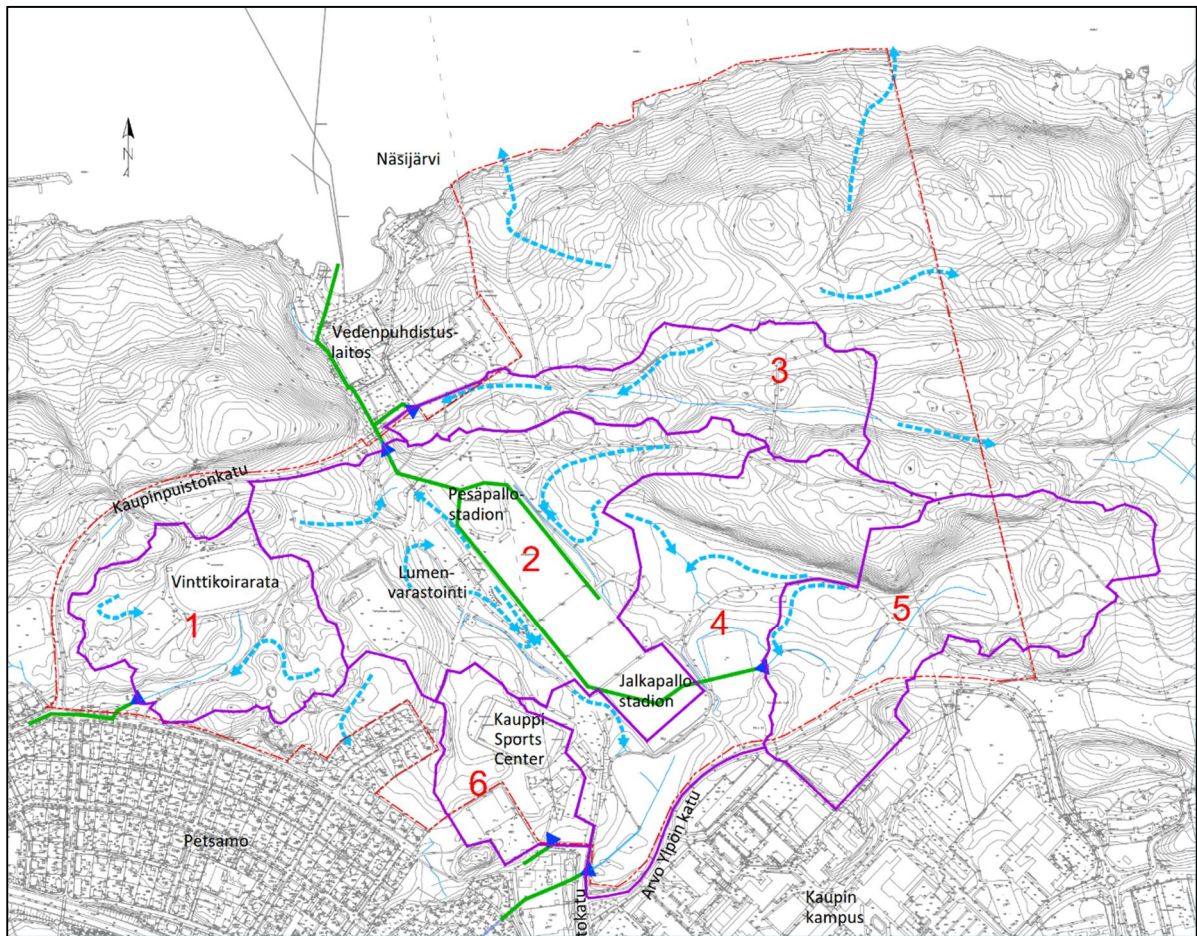 N
Näsijärvi
Vedenpuhdistus-
laitos
3
Kaupinpuistonkatu
Pesäpallo-
stadion
2
Vinttikoirarata
Lumen-
varastointi
1
4
5
Jalkapallo-
stadion
Kauppi
Sports
Center
6
Petsamo
Arvo Ylpön katu
Kaupin
kampus
tokatu